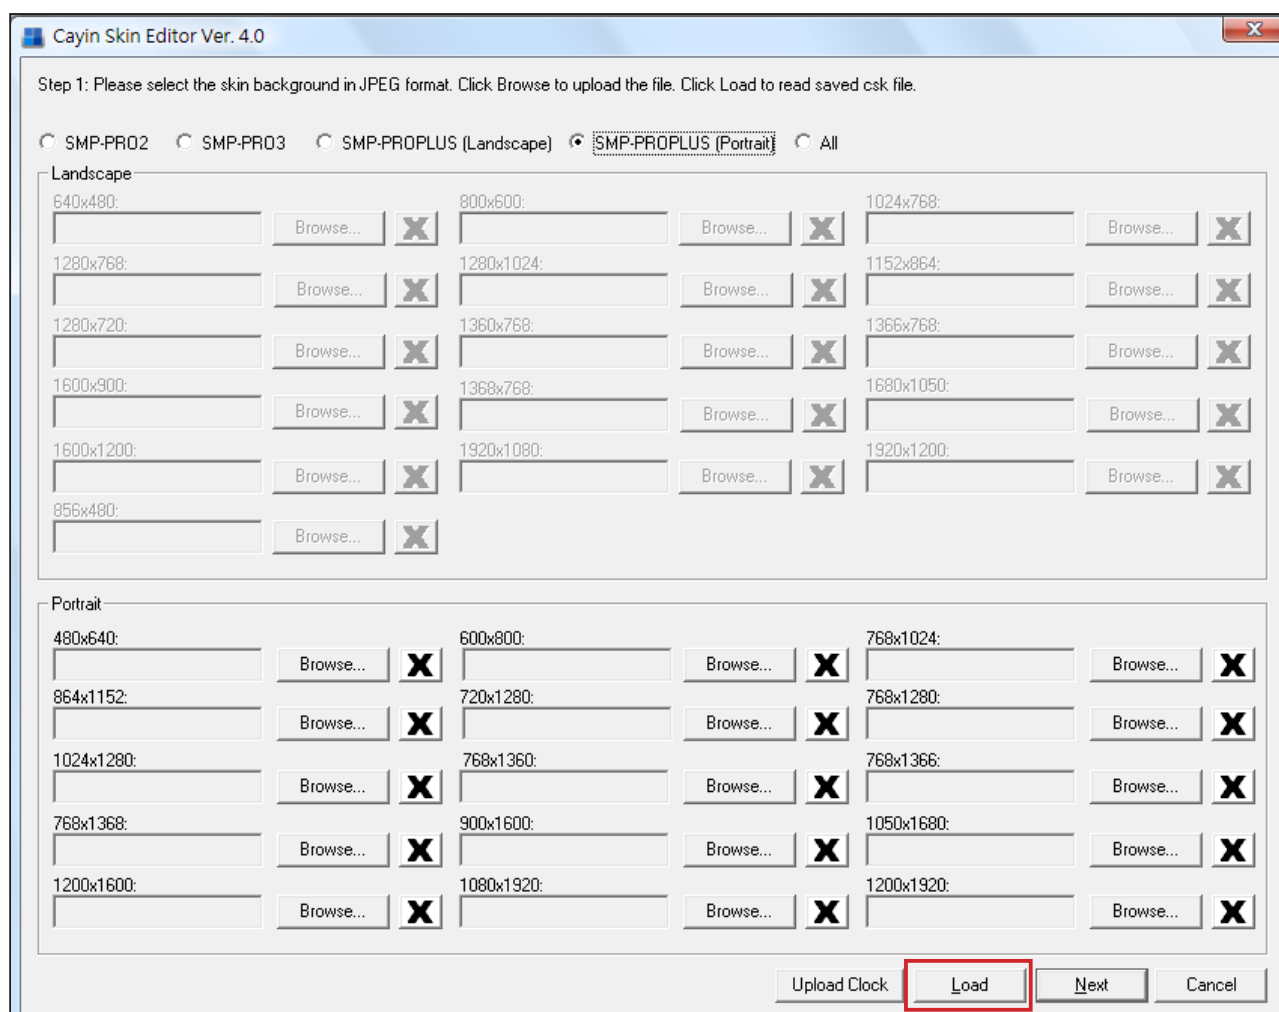 Cayin Skin Editor Ver. 4.0
Step 1: Please select the skin background in JPEG format. Click Browse to upload the file. Click Load to read saved csk file.
SMP-PRO2 SMP-PRO3 SMP-PROPLUS (Landscape) SMP-PROPLUS (Portrait) All
Landscape
640x480: 800x600: 1024x768:
Browse... Browse... Browse...
1280x768: 1280x1024: 1152x864:
Browse... Browse... Browse...
1280x720: 1360x768: 1366x768:
Browse... Browse... Browse...
1600x900: 1368x768: 1680x1050:
Browse... Browse... Browse...
1600x1200: 1920x1080: 1920x1200:
Browse... Browse... Browse...
856x480:
Browse...
Portrait
480x640: 600x800: 768x1024:
Browse... Browse... Browse...
864x1152: 720x1280: 768x1280:
Browse... Browse... Browse...
1024x1280: 768x1360: 768x1366:
Browse... Browse... Browse...
768x1368: 900x1600: 1050x1680:
Browse... Browse... Browse...
1200x1600: 1080x1920: 1200x1920:
Browse... Browse... Browse...
Upload Clock Load Next Cancel